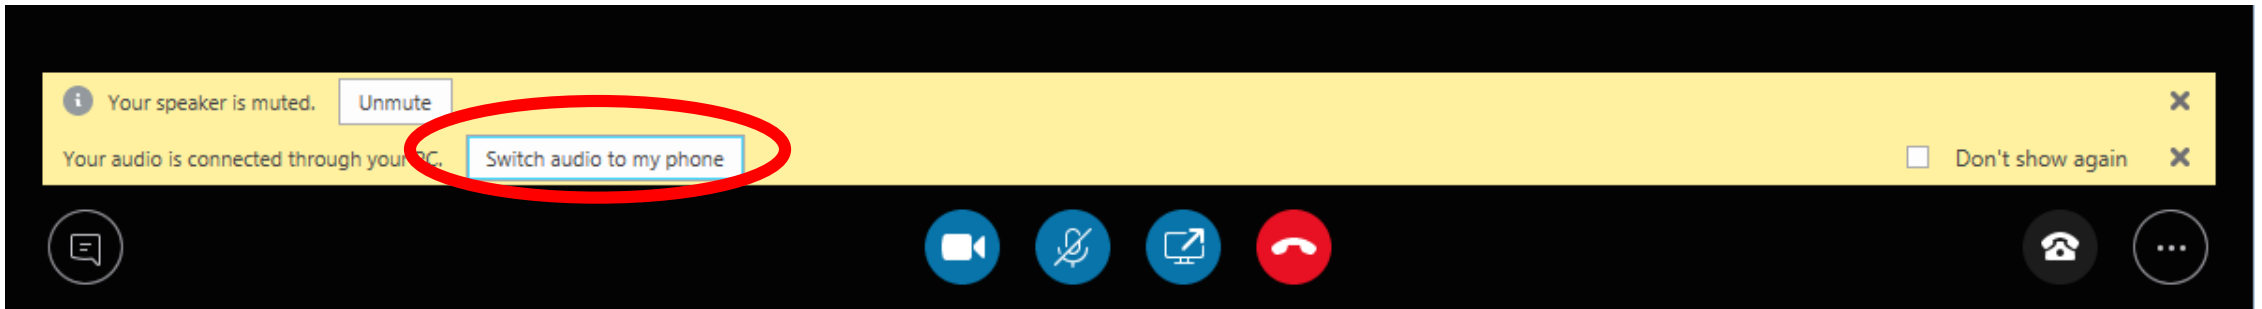 Your speaker is muted. Unmute
Your audio is connected through your PC. Switch audio to my phone Don't show again